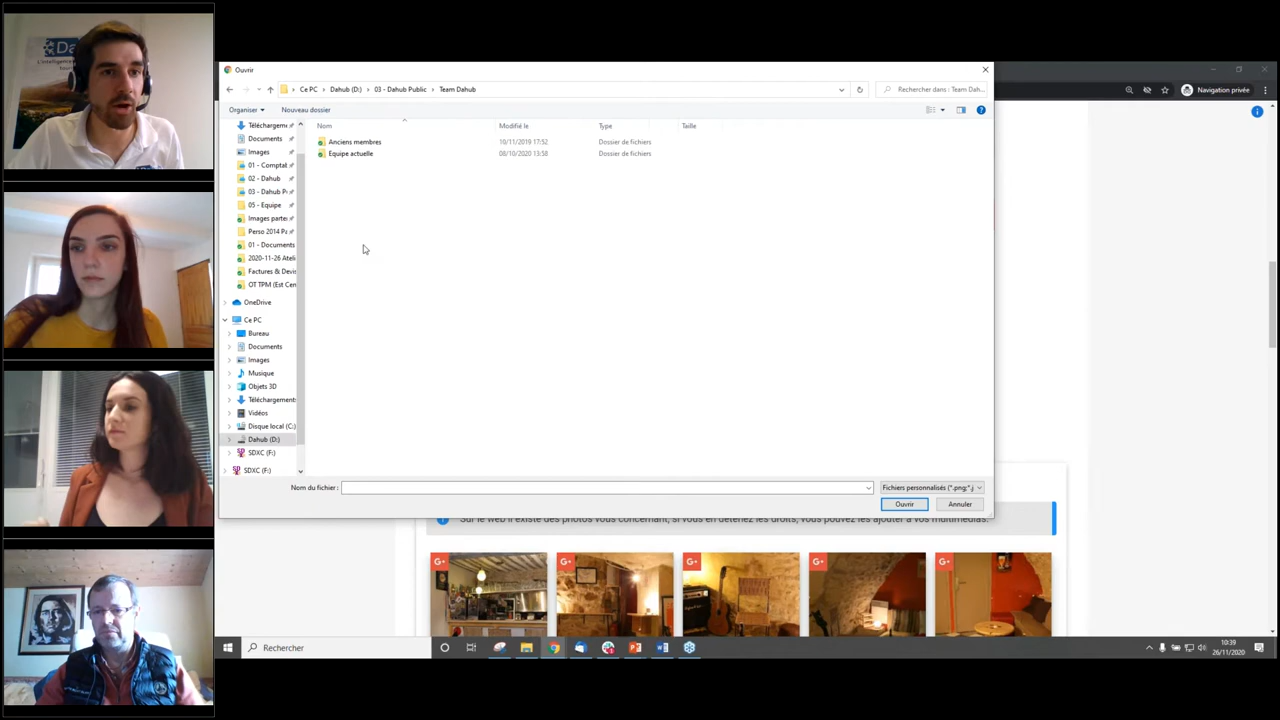 Da
L'intelligence
Ouvrir
Ce PC > Dahub (D:) > 03 - Dahub Public > Team Dahub
Rechercher dans : Team Dah...
Navigation privée
Organiser
Nouveau dossier
Nom
Modifié le
Type
Taille
Anciens membres
18/11/2019 17:52
Dossier de fichiers
Equipe actuelle
08/10/2020 13:58
Dossier de fichiers
Téléchargem
Documents
Images
01 - Comptal
02 - Dahub
03 - Dahub P
05 - Equipe
Images parte
Perso 2014 Pa
01 - Documents
2020-11-26 Ateli
Factures & Devis
OT TPM (Est Cen
OneDrive
Ce PC
Bureau
Documents
Images
Musique
Objets 3D
Téléchargements
Vidéos
Disque local (C:)
Dahub (D:)
SDXC (F:)
SDXC (F:)
Nom du fichier :
Fichiers personnalisés (*.png;*.j
Ouvrir
Annuler
Sur le web il existe des photos vous concernant, si vous en détenez les droits, vous pouvez les ajouter à vos multimédias.
G+
G+
G+
G+
G+
Rechercher
10:39
26/11/2020